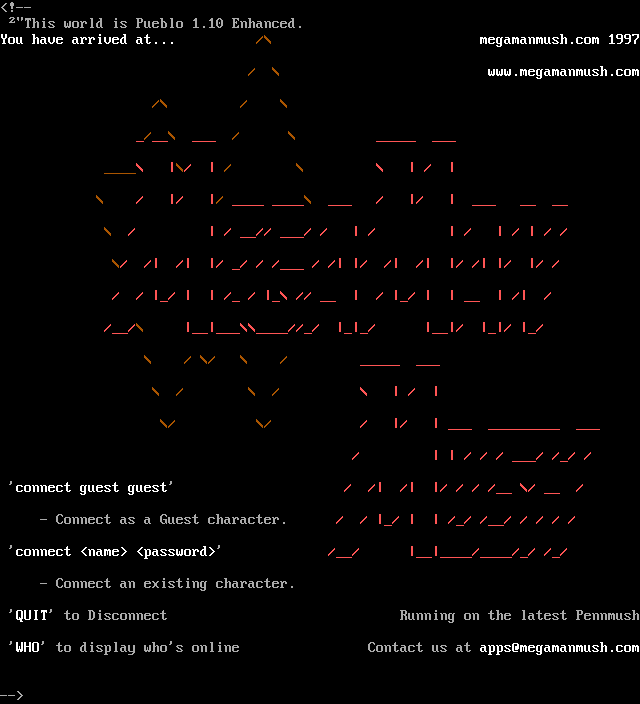 <!--
²"This world is Pueblo 1.10 Enhanced.
You have arrived at... megamanmush.com 1997
www.megamanmush.com
'connect guest guest'
- Connect as a Guest character.
'connect <name> <password>'
- Connect an existing character.
'QUIT' to Disconnect Running on the latest Pennmush
'WHO' to display who's online Contact us at apps@megamanmush.com
-->